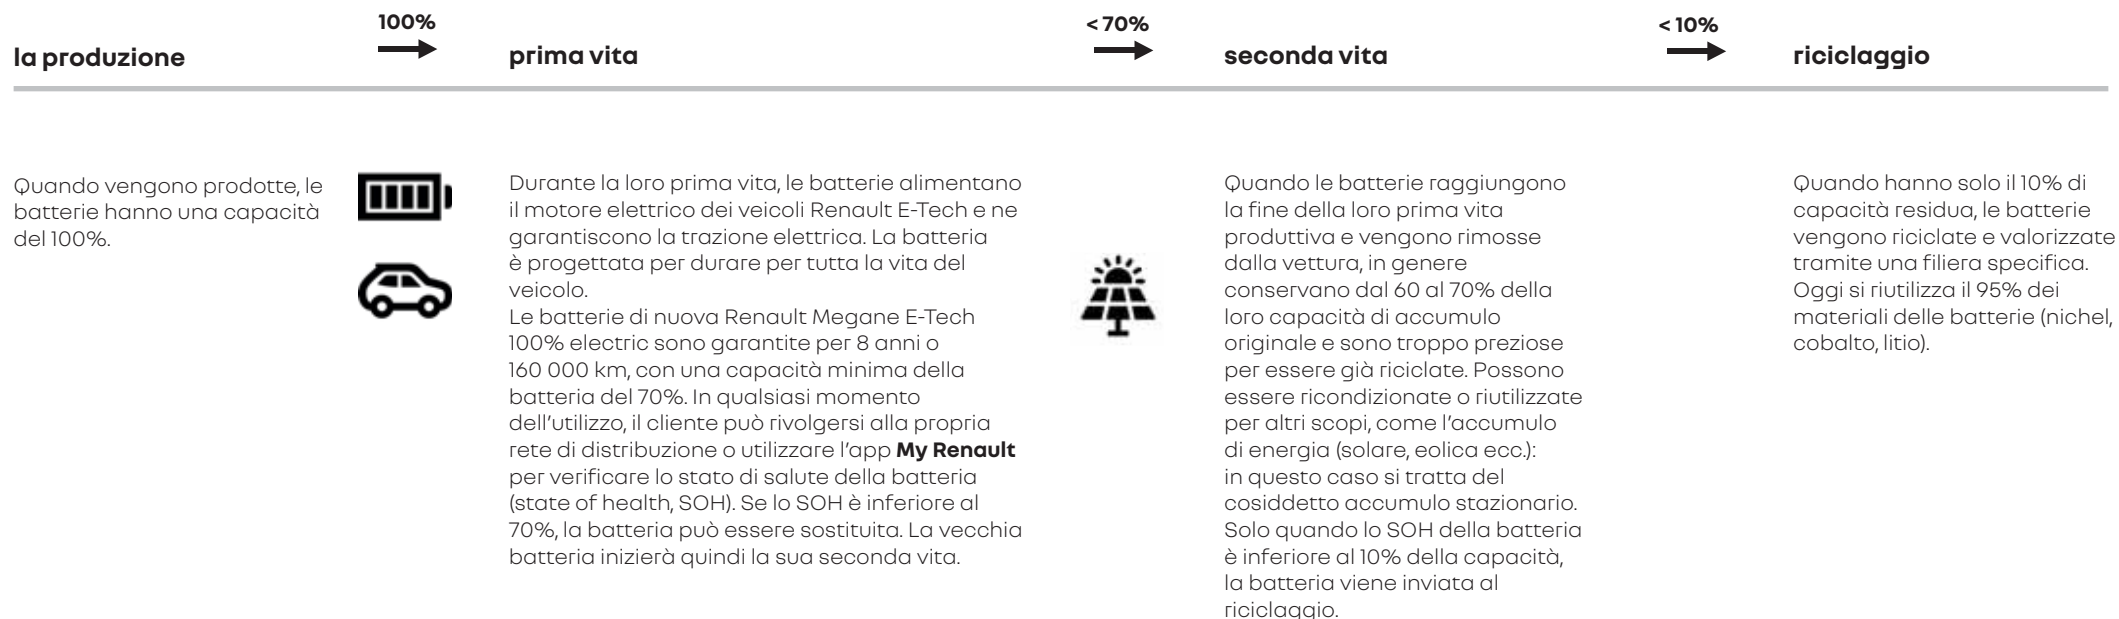 la produzione
100%
prima vita
< 70%
seconda vita
< 10%
riciclaggio
Quando vengono prodotte, le
batterie hanno una capacità
del 100%.
Durante la loro prima vita, le batterie alimentano
il motore elettrico dei veicoli Renault E-Tech e ne
garantiscono la trazione elettrica. La batteria
è progettata per durare per tutta la vita del
veicolo.
Le batterie di nuova Renault Megane E-Tech
100% electric sono garantite per 8 anni o
160 000 km, con una capacità minima della
batteria del 70%. In qualsiasi momento
dell’utilizzo, il cliente può rivolgersi alla propria
rete di distribuzione o utilizzare l’app My Renault
per verificare lo stato di salute della batteria
(state of health, SOH). Se lo SOH è inferiore al
70%, la batteria può essere sostituita. La vecchia
batteria inizierà quindi la sua seconda vita.
Quando le batterie raggiungono
la fine della loro prima vita
produttiva e vengono rimosse
dalla vettura, in genere
conservano dal 60 al 70% della
loro capacità di accumulo
originale e sono troppo preziose
per essere già riciclate. Possono
essere ricondizionate o riutilizzate
per altri scopi, come l’accumulo
di energia (solare, eolica ecc.):
in questo caso si tratta del
cosiddetto accumulo stazionario.
Solo quando lo SOH della batteria
è inferiore al 10% della capacità,
la batteria viene inviata al
riciclaggio.
Quando hanno solo il 10% di
capacità residua, le batterie
vengono riciclate e valorizzate
tramite una filiera specifica.
Oggi si riutilizza il 95% dei
materiali delle batterie (nichel,
cobalto, litio).